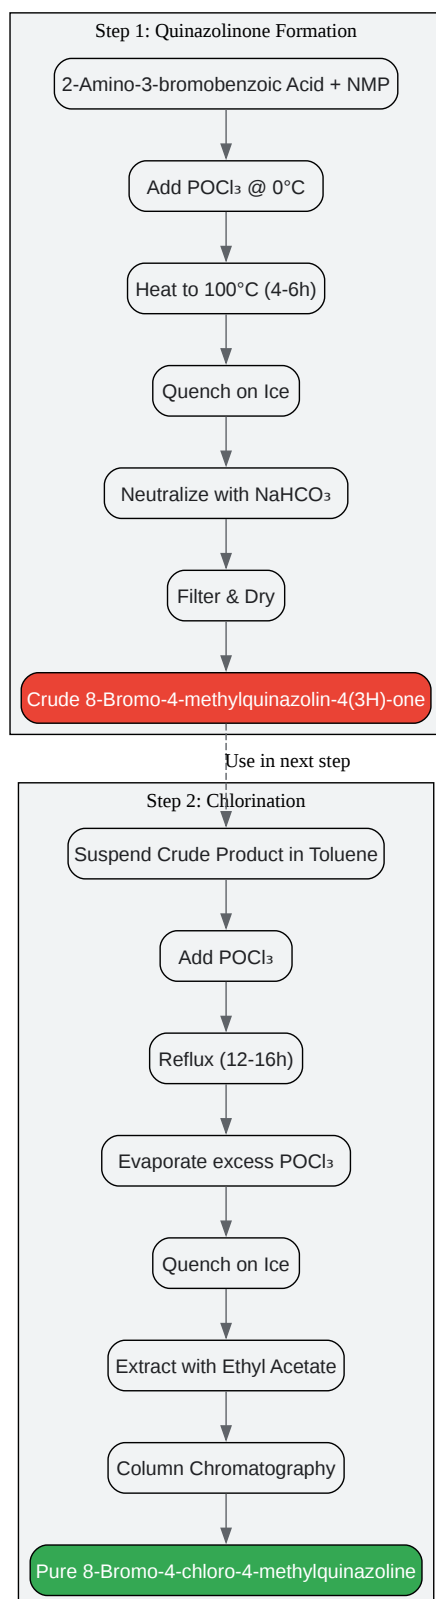 Step 1: Quinazolinone Formation
2-Amino-3-bromobenzoic Acid + NMP
Add POCl₃ @ 0°C
Heat to 100°C (4-6h)
Quench on Ice
Neutralize with NaHCO₃
Filter & Dry
Crude 8-Bromo-4-methylquinazolin-4(3H)-one
Use in next step
Step 2: Chlorination
Suspend Crude Product in Toluene
Add POCl₃
Reflux (12-16h)
Evaporate excess POCl₃
Quench on Ice
Extract with Ethyl Acetate
Column Chromatography
Pure 8-Bromo-4-chloro-4-methylquinazoline